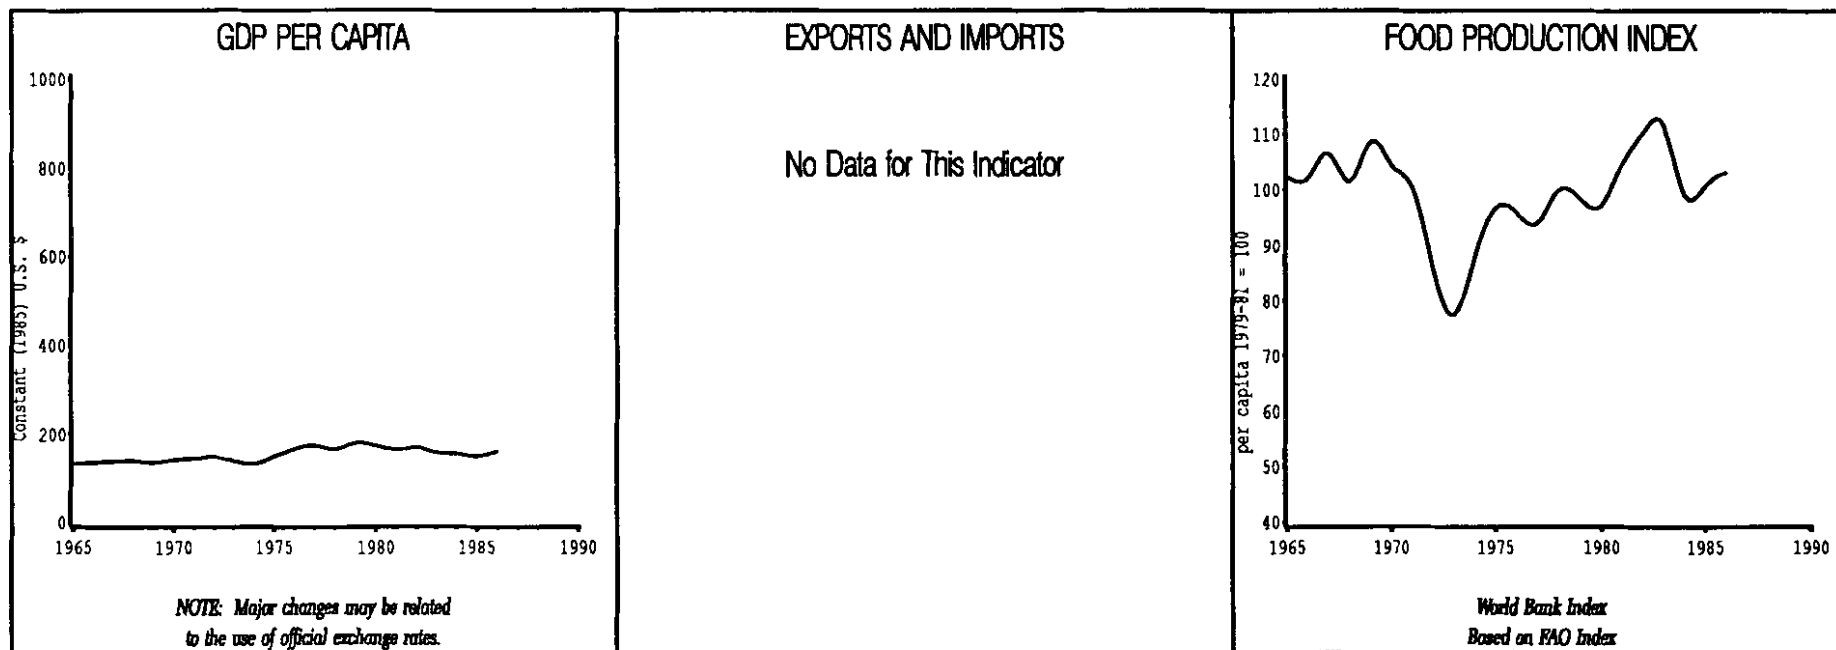 GDP PER CAPITA
1000
800
600
400
200
0
Constant (1985) U.S. $
1965 1970 1975 1980 1985 1990
NOTE: Major changes may be related
to the use of official exchange rates.
EXPORTS AND IMPORTS
No Data for This Indicator
FOOD PRODUCTION INDEX
120
110
100
90
80
70
60
50
40
per capita 1979-81 = 100
1965 1970 1975 1980 1985 1990
World Bank Index
Based on FAO Index